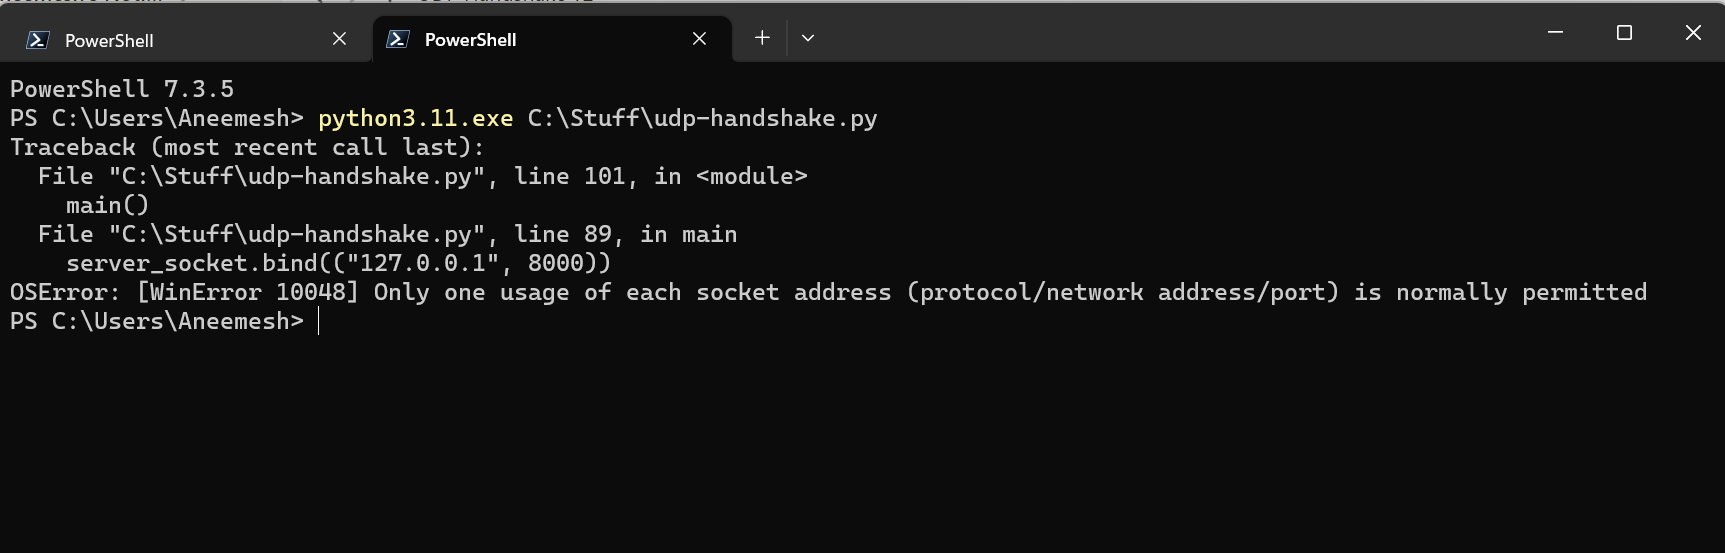 PowerShell
PowerShell
PowerShell 7.3.5
PS C:\Users\Aneemesh> python3.11.exe C:\Stuff\udp-handshake.py
Traceback (most recent call last):
  File "C:\Stuff\udp-handshake.py", line 101, in <module>
    main()
  File "C:\Stuff\udp-handshake.py", line 89, in main
    server_socket.bind(("127.0.0.1", 8000))
OSError: [WinError 10048] Only one usage of each socket address (protocol/network address/port) is normally permitted
PS C:\Users\Aneemesh>